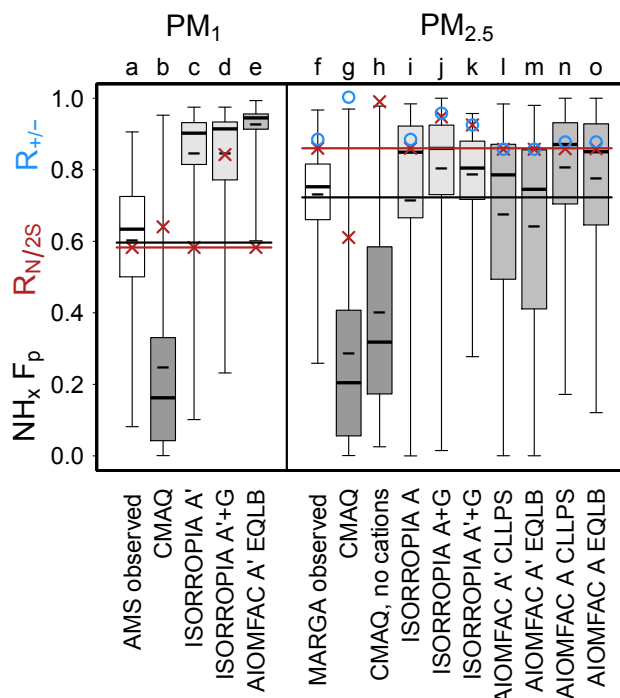 PM1 PM2.5
a b c d e f g h i j k l m n o
1.0
0.8
0.6
0.4
0.2
0.0
NHx Fp RN/2S R+/−
AMS observed
CMAQ
ISORROPIA A'
ISORROPIA A'+G
AIOMFAC A' EQLB
MARGA observed
CMAQ
CMAQ, no cations
ISORROPIA A
ISORROPIA A+G
ISORROPIA A'+G
AIOMFAC A' CLLPS
AIOMFAC A' EQLB
AIOMFAC A CLLPS
AIOMFAC A EQLB